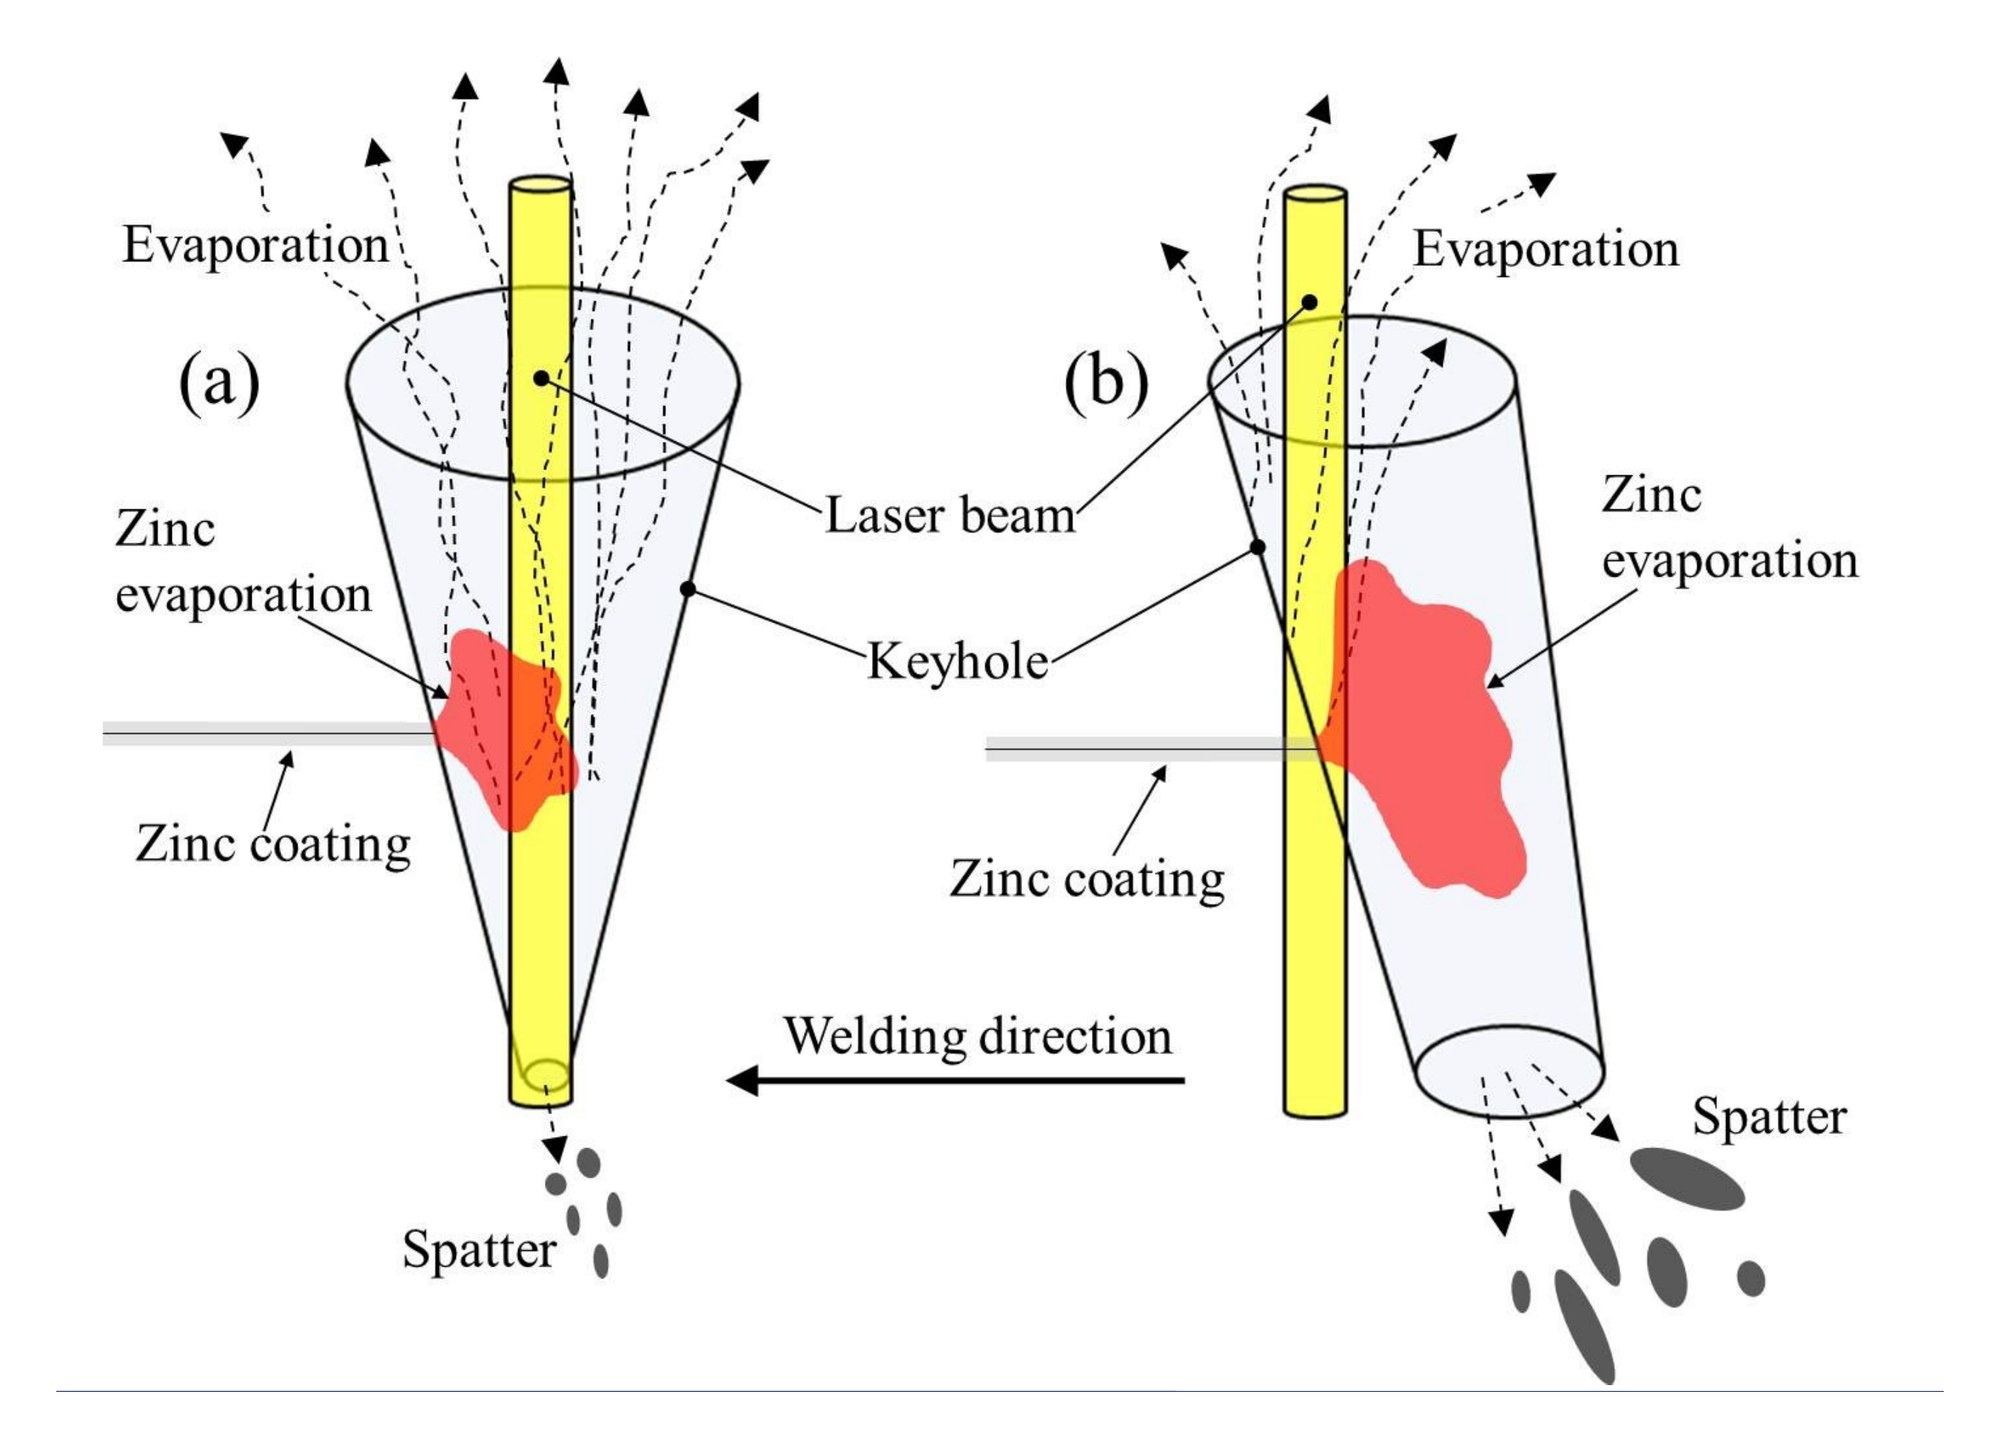 Evaporation
Evaporation
(a)
(b)
Zinc
evaporation
Laser beam
Zinc
evaporation
Keyhole
Zinc coating
Zinc coating
Welding direction
Spatter
Spatter